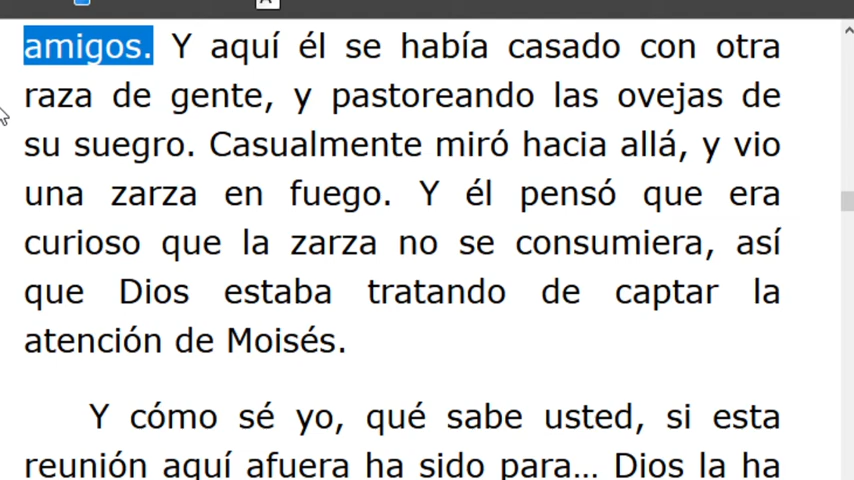 amigos. Y aquí él se había casado con otra
raza de gente, y pastoreando las ovejas de
su suegro. Casualmente miró hacia allá, y vio
una zarza en fuego. Y él pensó que era
curioso que la zarza no se consumiera, así
que Dios estaba tratando de captar la
atención de Moisés.
Y cómo sé yo, qué sabe usted, si esta
reunión aquí afuera ha sido para... Dios la ha